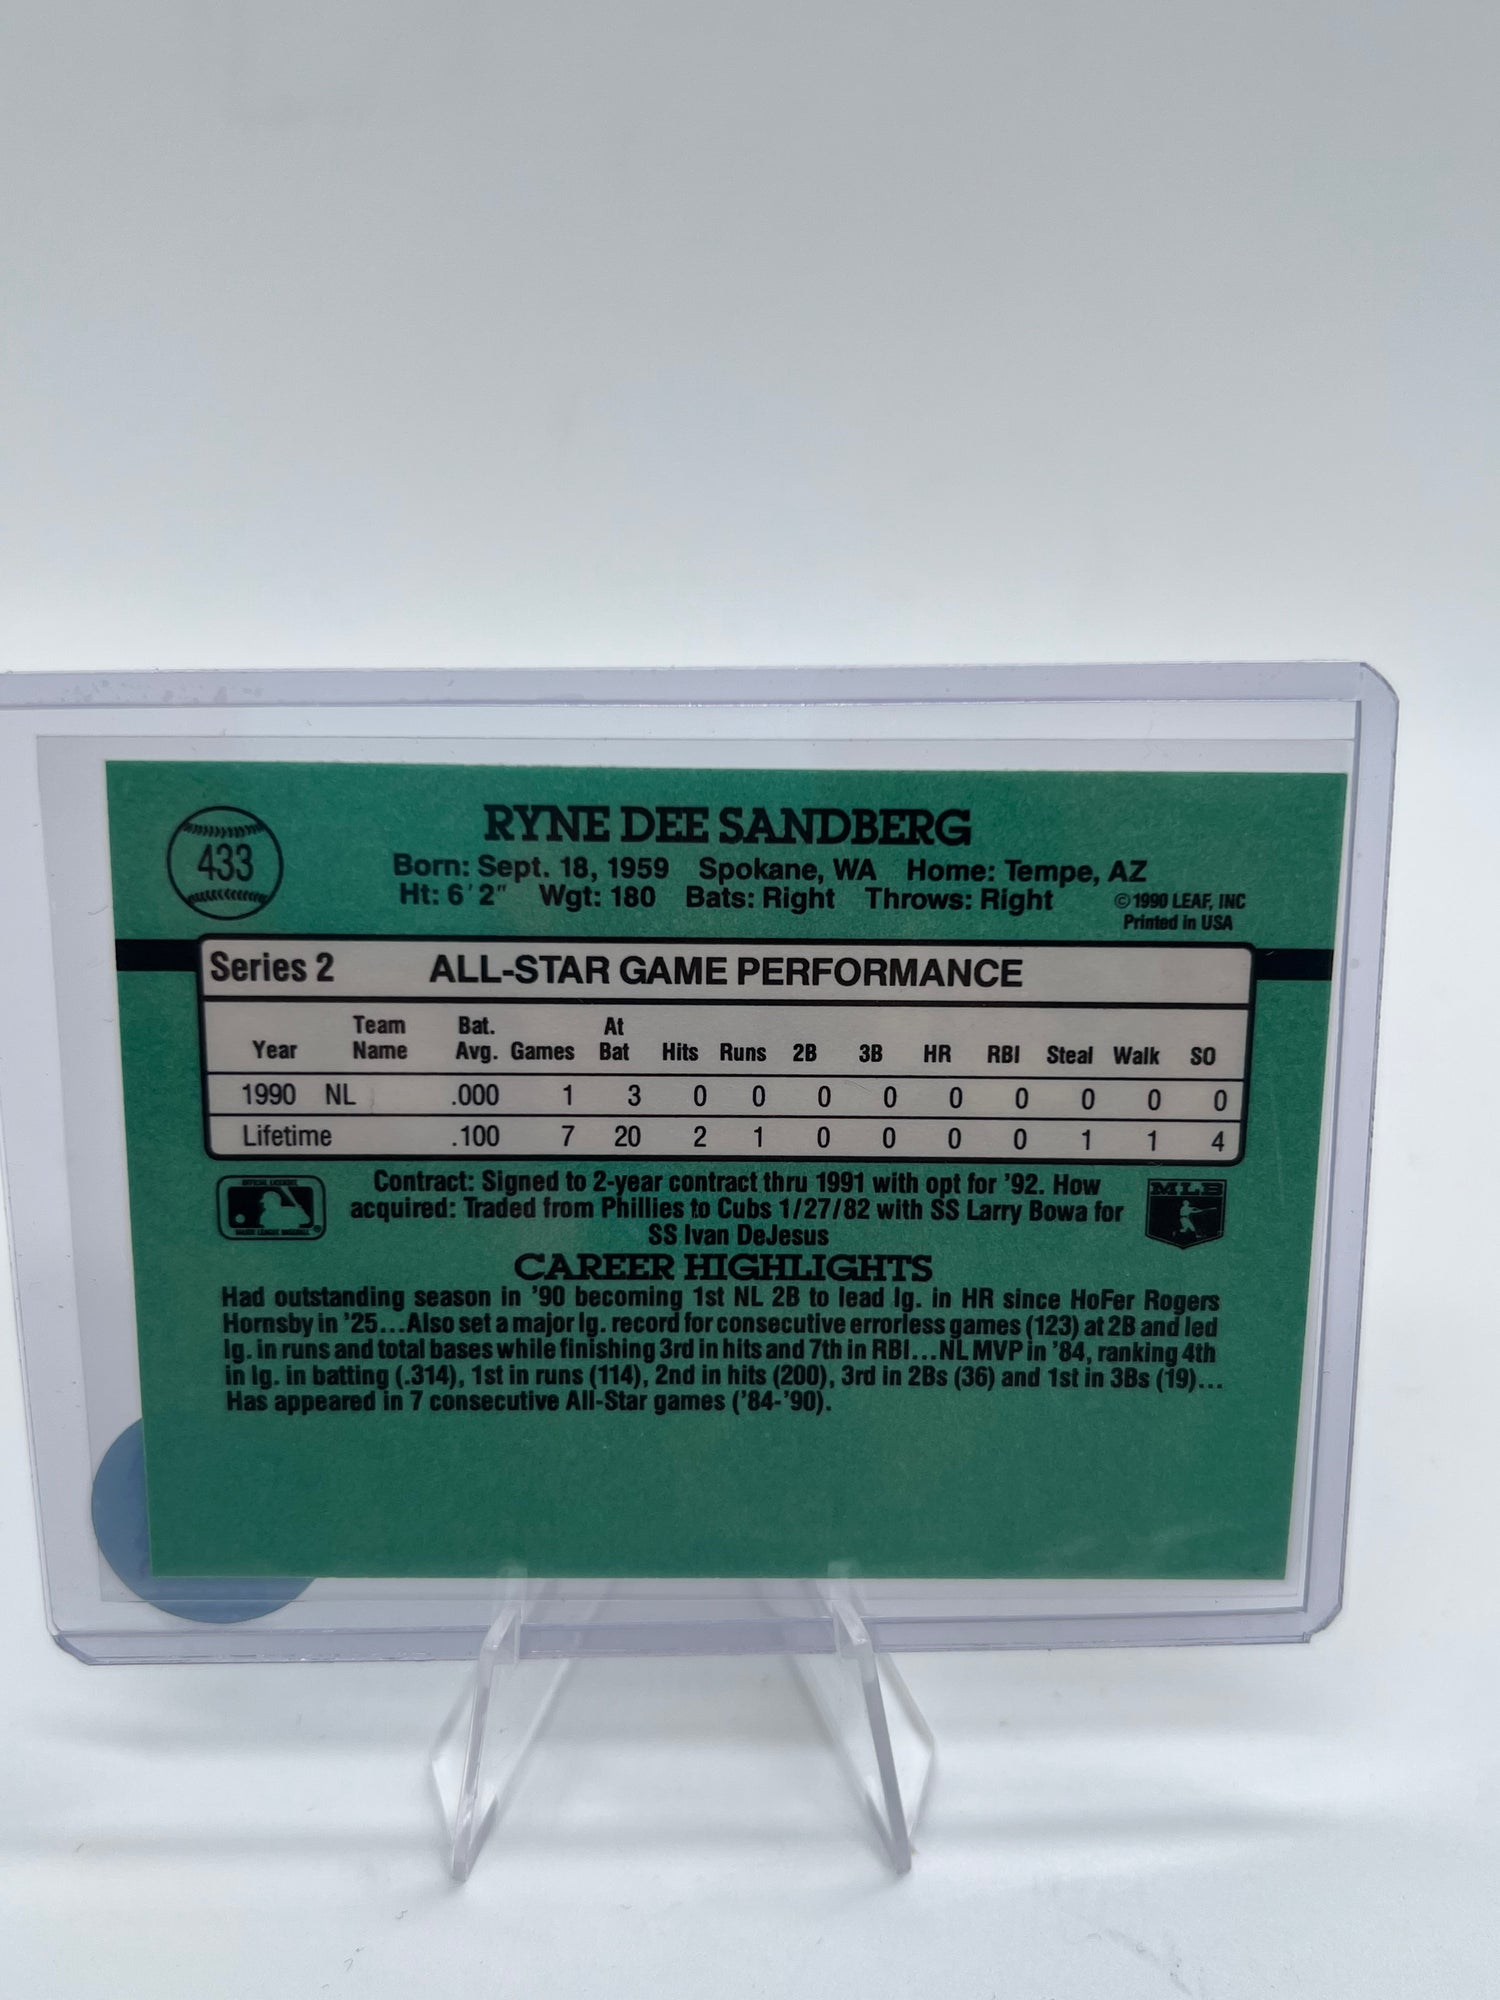 433
RYNE DEE SANDBERG
Born: Sept. 18, 1959 Spokane, WA Home: Tempe, AZ
Ht: 6'2" Wgt: 180 Bats: Right Throws: Right
© 1990 LEAF, INC
Printed in USA
Series 2 ALL-STAR GAME PERFORMANCE
Year Team Name Bat. Avg. Games At Bat Hits Runs 2B 3B HR RBI Steal Walk SO
1990 NL .000 1 3 0 0 0 0 0 0 0 0 0
Lifetime .100 7 20 2 1 0 0 0 0 1 1 4
Contract: Signed to 2-year contract thru 1991 with opt for '92. How
acquired: Traded from Phillies to Cubs 1/27/82 with SS Larry Bowa for
SS Ivan DeJesus
MLB
CAREER HIGHLIGHTS
Had outstanding season in '90 becoming 1st NL 2B to lead lg. in HR since HoFer Rogers
Hornsby in '25...Also set a major lg. record for consecutive errorless games (123) at 2B and led
lg. in runs and total bases while finishing 3rd in hits and 7th in RBI...NL MVP in '84, ranking 4th
in lg. in batting (.314), 1st in runs (114), 2nd in hits (200), 3rd in 2Bs (36) and 1st in 3Bs (19)...
Has appeared in 7 consecutive All-Star games ('84-'90).